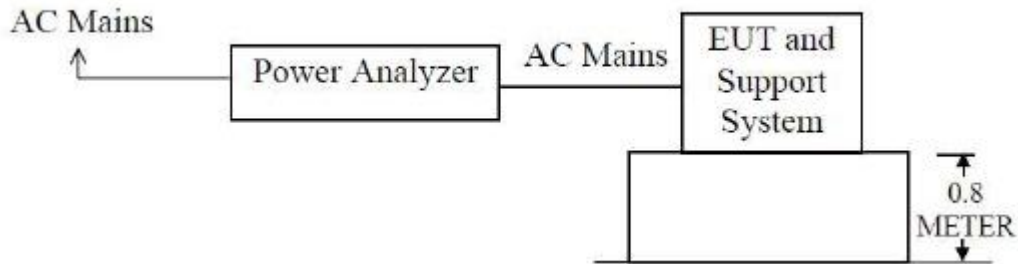 AC Mains
Power Analyzer
AC Mains
EUT and
Support
System
0.8
METER